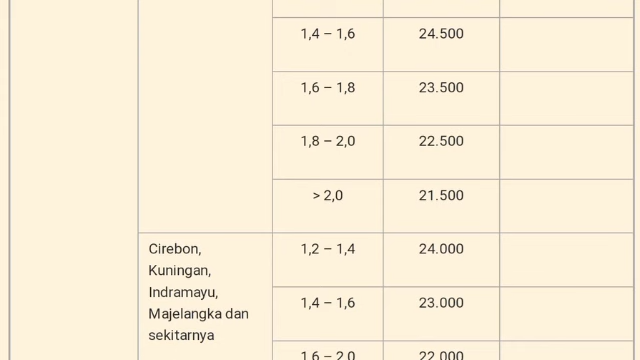 1,4 – 1,6 24.500
1,6 – 1,8 23.500
1,8 – 2,0 22.500
> 2,0 21.500
Cirebon, 1,2 – 1,4 24.000
Kuningan,
Indramayu, 1,4 – 1,6 23.000
Majelangka dan
sekitarnya
1,6 – 2,0 22.000